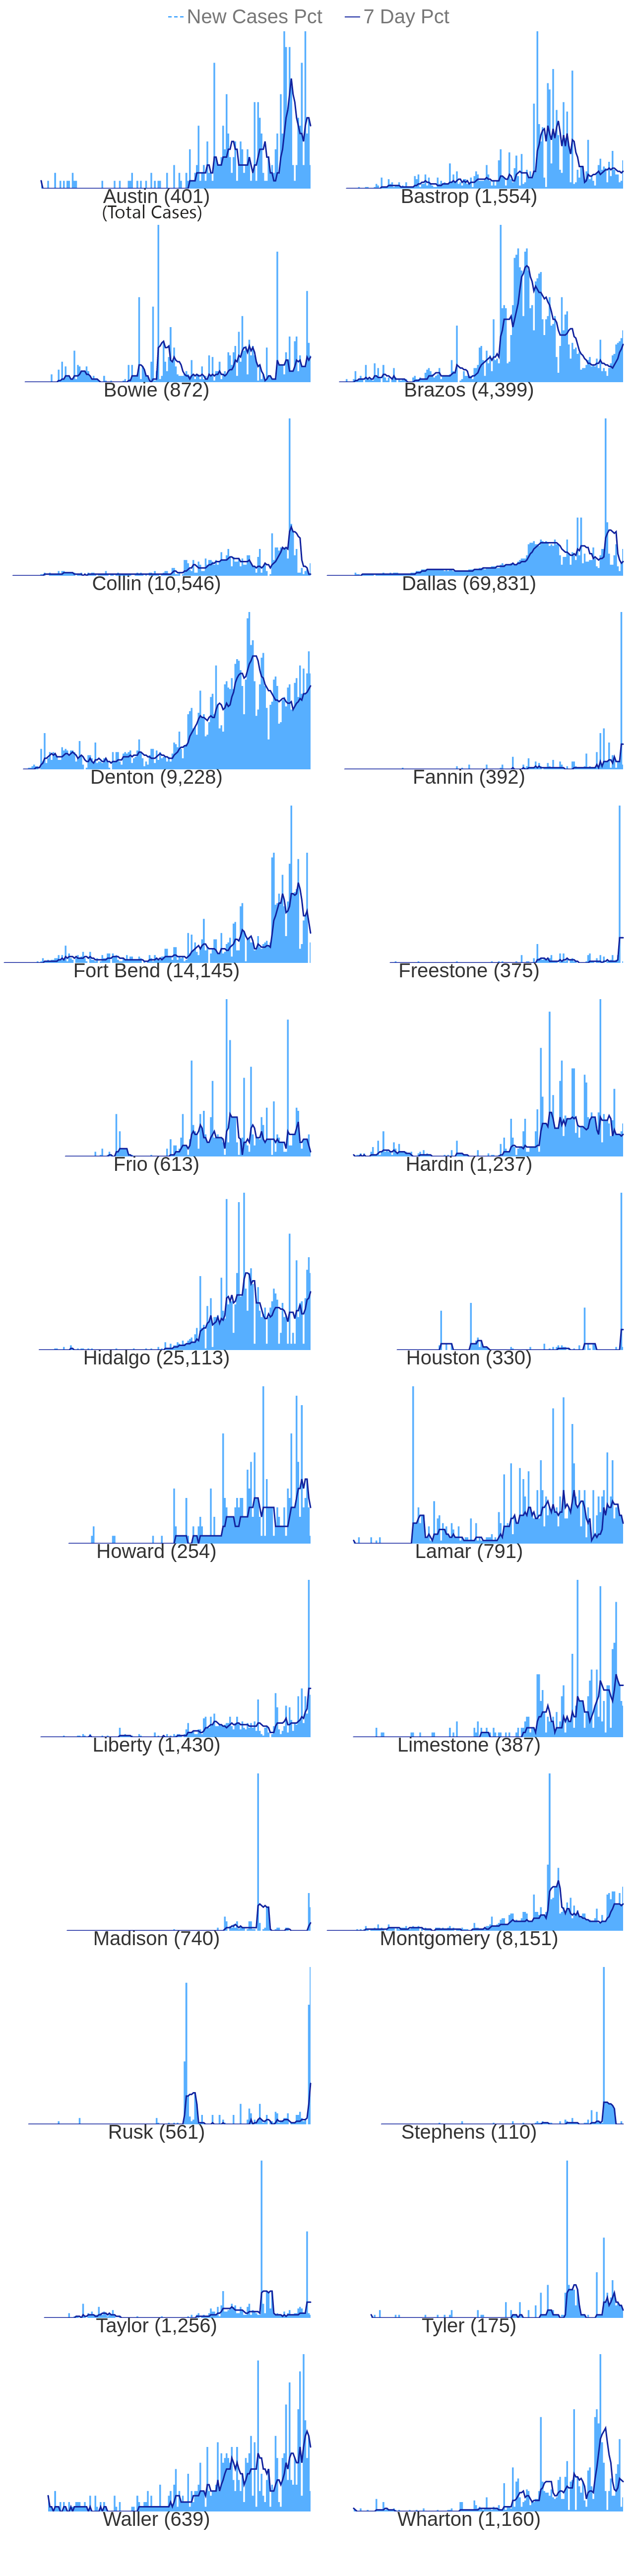 New Cases Pct 7 Day Pct
Austin (401) Bastrop (1,554)
(Total Cases)
Bowie (872) Brazos (4,399)
Collin (10,546) Dallas (69,831)
Denton (9,228) Fannin (392)
Fort Bend (14,145) Freestone (375)
Frio (613) Hardin (1,237)
Hidalgo (25,113) Houston (330)
Howard (254) Lamar (791)
Liberty (1,430) Limestone (387)
Madison (740) Montgomery (8,151)
Rusk (561) Stephens (110)
Taylor (1,256) Tyler (175)
Waller (639) Wharton (1,160)